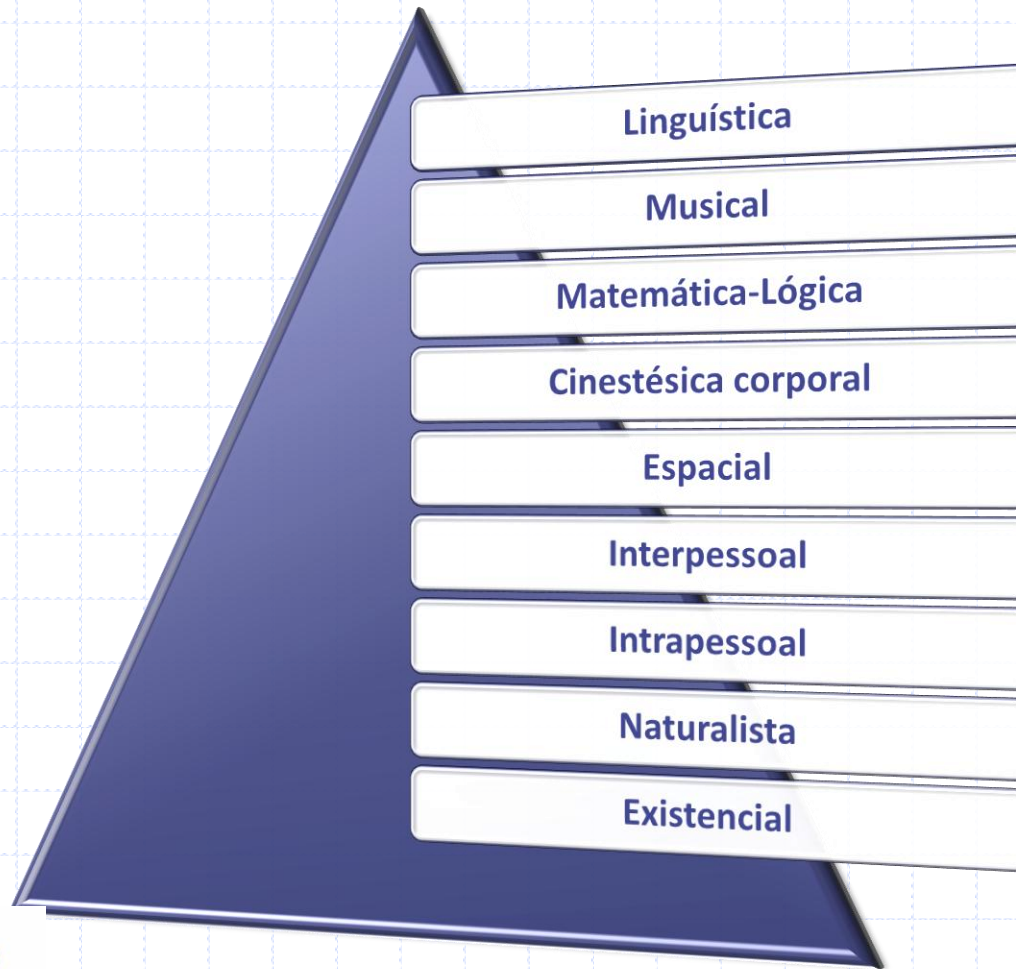 Linguística
Musical
Matemática-Lógica
Cinestésica corporal
Espacial
Interpessoal
Intrapessoal
Naturalista
Existencial